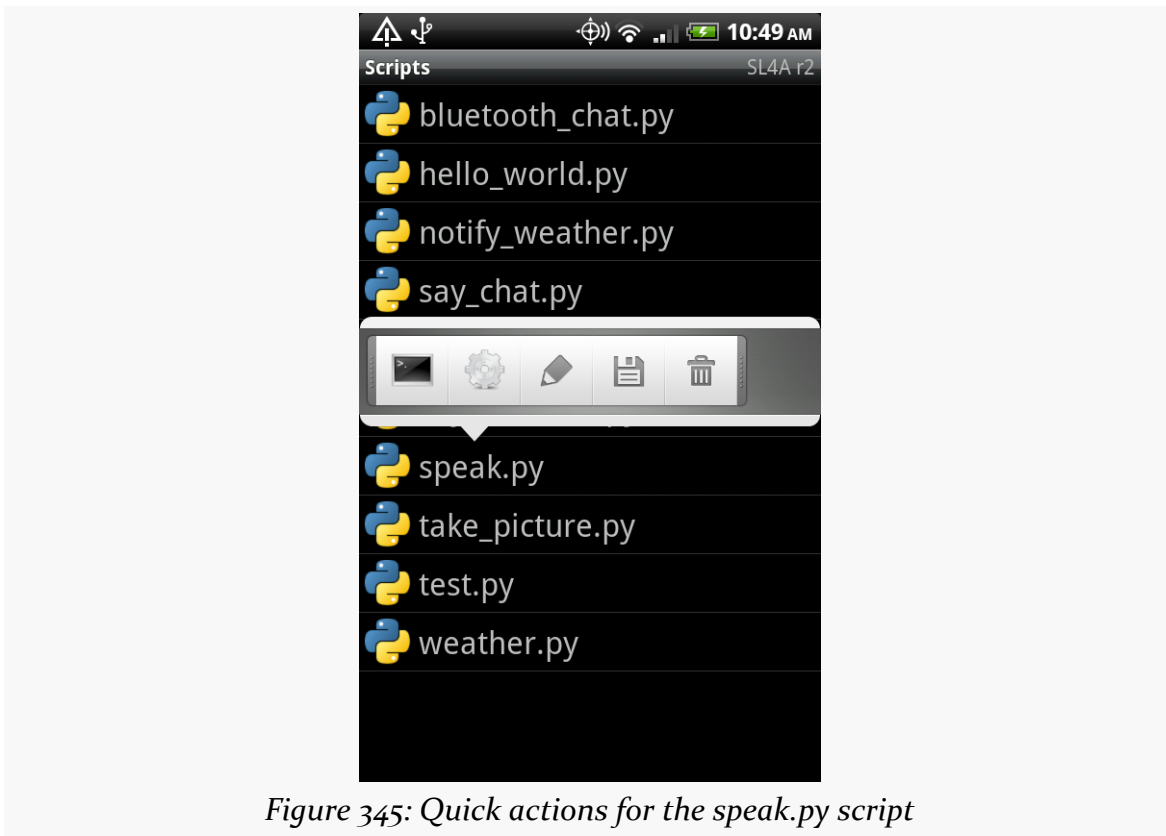 10:49 AM
Scripts SL4A r2
bluetooth_chat.py
hello_world.py
notify_weather.py
say_chat.py
speak.py
take_picture.py
test.py
weather.py
Figure 345: Quick actions for the speak.py script